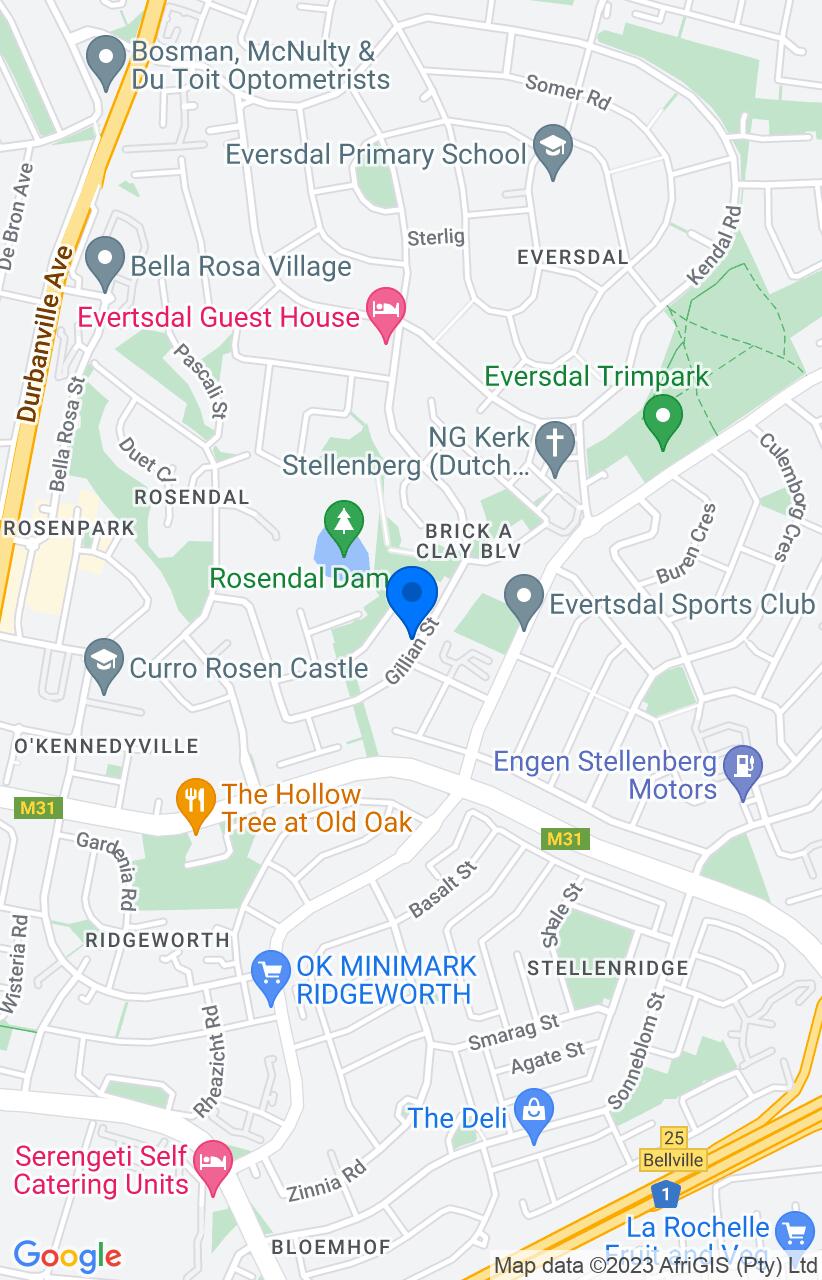 Bosman, McNulty &
Du Toit Optometrists
Somer Rd
Eversdal Primary School
De Bron Ave
Sterlig
EVERSDAL
Kendal Rd
Durbanville Ave
Bella Rosa Village
Evertsdal Guest House
Pascali St
Bella Rosa St
Eversdal Trimpark
NG Kerk
Stellenberg (Dutch...
Culemborg Cres
Duet Cl
ROSENDAL
ROSENPARK
BRICK A
CLAY BLV
Buren Cres
Rosendal Dam
Evertsdal Sports Club
Gillian St
Curro Rosen Castle
O'KENNEDYVILLE
Engen Stellenberg
Motors
M31
The Hollow
Tree at Old Oak
M31
Gardenia Rd
Basalt St
Shale St
Wisteria Rd
RIDGEWORTH
OK MINIMARK
RIDGEWORTH
STELLENRIDGE
Rheazicht Rd
Smarag St
Agate St
Sonneblom St
The Deli
25
Bellville
1
Serengeti Self
Catering Units
Zinnia Rd
La Rochelle
Fruit and Veg
BLOEMHOF
Google
Map data ©2023 AfriGIS (Pty) Ltd